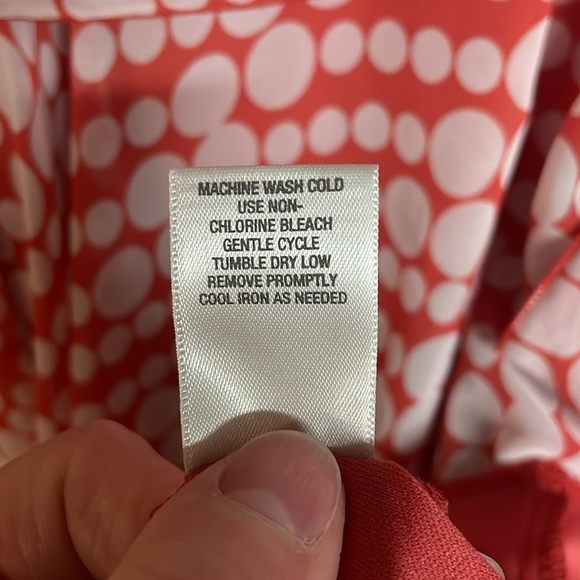 MACHINE WASH COLD
USE NON-
CHLORINE BLEACH
GENTLE CYCLE
TUMBLE DRY LOW
REMOVE PROMPTLY
COOL IRON AS NEEDED